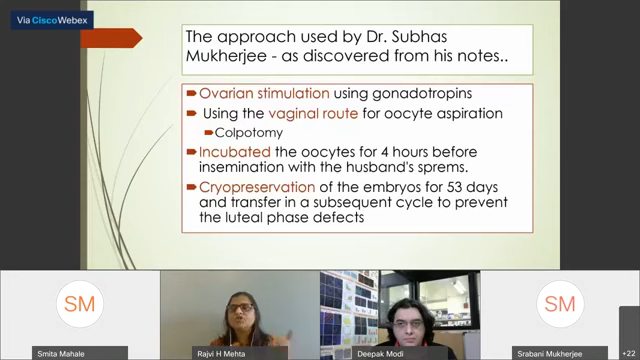 Via Cisco Webex
The approach used by Dr. Subhas
Mukherjee - as discovered from his notes..
Ovarian stimulation using gonadotropins
Using the vaginal route for oocyte aspiration
Colpotomy
Incubated the oocytes for 4 hours before
insemination with the husband's sprems.
Cryopreservation of the embryos for 53 days
and transfer in a subsequent cycle to prevent
the luteal phase defects
SM
SM
Smita Mahale
Rajvi H Mehta
Deepak Modi
Srabani Mukherjee
+22